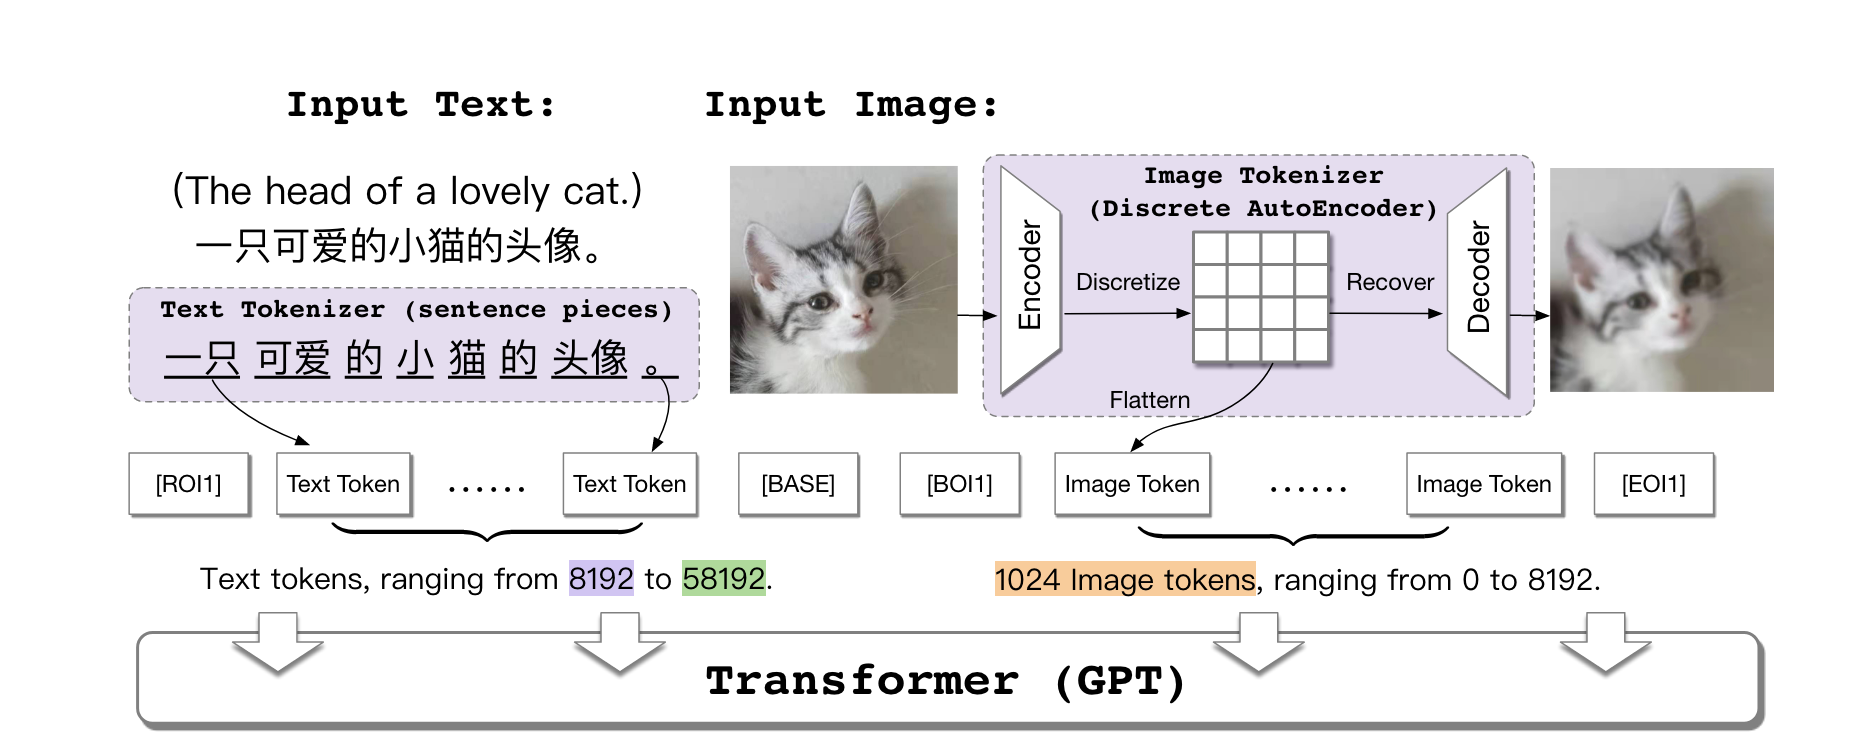 Input Text:
Input Image:
(The head of a lovely cat.)
一只可爱的小猫的头像。
Text Tokenizer (sentence pieces)
一只 可爱 的 小 猫 的 头像 。
Image Tokenizer
(Discrete AutoEncoder)
Encoder
Discretize
Recover
Decoder
Flattern
[ROI1] Text Token ...... Text Token [BASE] [BOI1] Image Token ...... Image Token [EOI1]
Text tokens, ranging from 8192 to 58192.
1024 Image tokens, ranging from 0 to 8192.
Transformer (GPT)